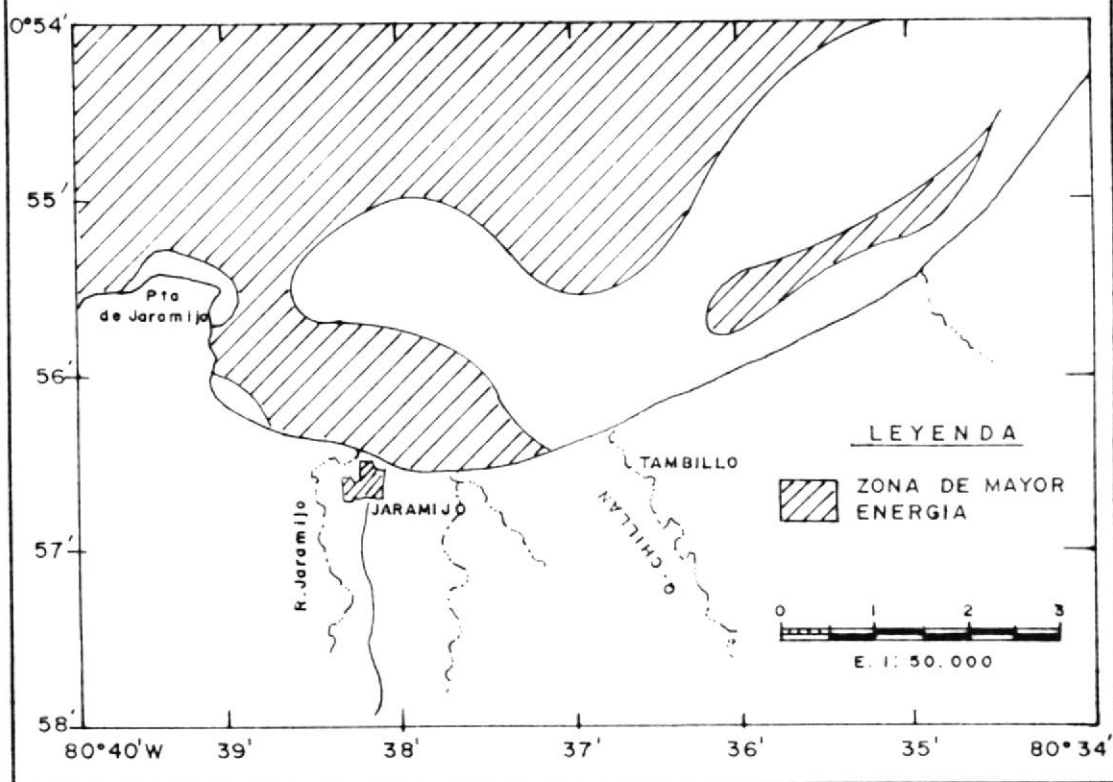 0°54'
55'
Pta
de Jaramijo
56'
LEYENDA
TAMBILLO
ZONA DE MAYOR
ENERGIA
JARAMIJO
R. Jaramijo
Q. CHILLAN
57'
0 1 2 3
E. 1: 50.000
58'
80°40'W 39' 38' 37' 36' 35' 80°34'